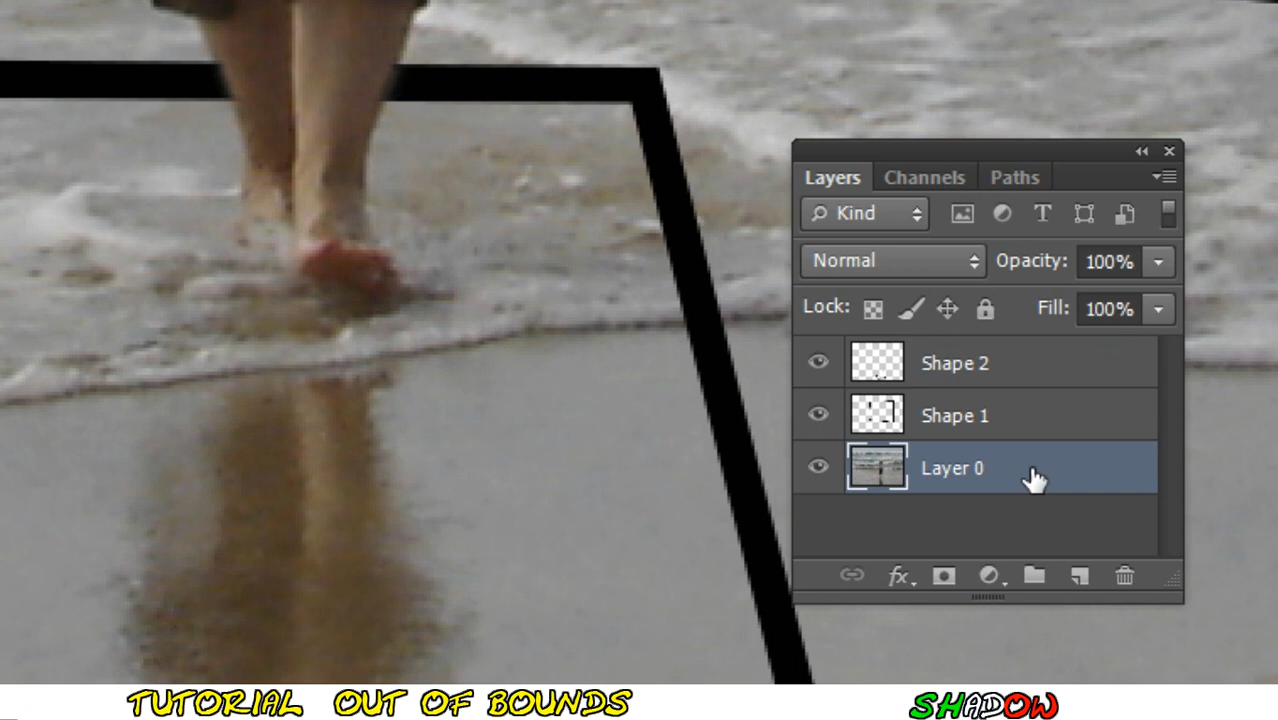 Layers Channels Paths
Kind T
Normal Opacity: 100%
Lock: Fill: 100%
Shape 2
Shape 1
Layer 0
fx
TUTORIAL OUT OF BOUNDS SHADOW